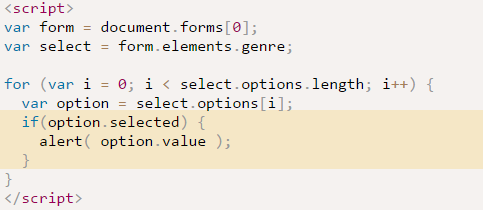 <script>
var form = document.forms[0];
var select = form.elements.genre;

for (var i = 0; i < select.options.length; i++) {
  var option = select.options[i];
  if(option.selected) {
    alert( option.value );
  }
}
</script>